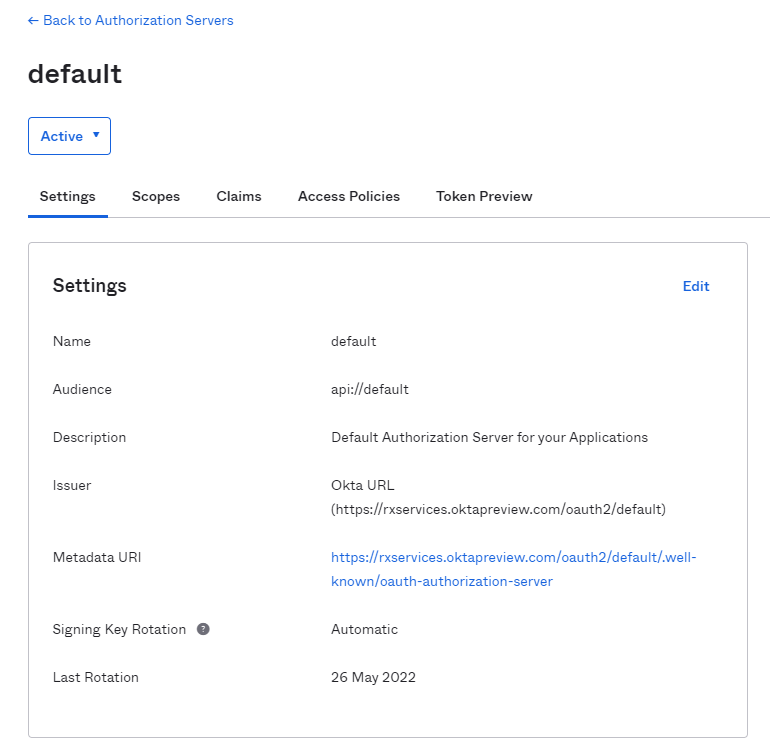 ← Back to Authorization Servers
default
Active ▼
Settings Scopes Claims Access Policies Token Preview
Settings Edit
Name default
Audience api://default
Description Default Authorization Server for your Applications
Issuer Okta URL
(https://rxservices.oktapreview.com/oauth2/default)
Metadata URI https://rxservices.oktapreview.com/oauth2/default/.well-
known/oauth-authorization-server
Signing Key Rotation ? Automatic
Last Rotation 26 May 2022